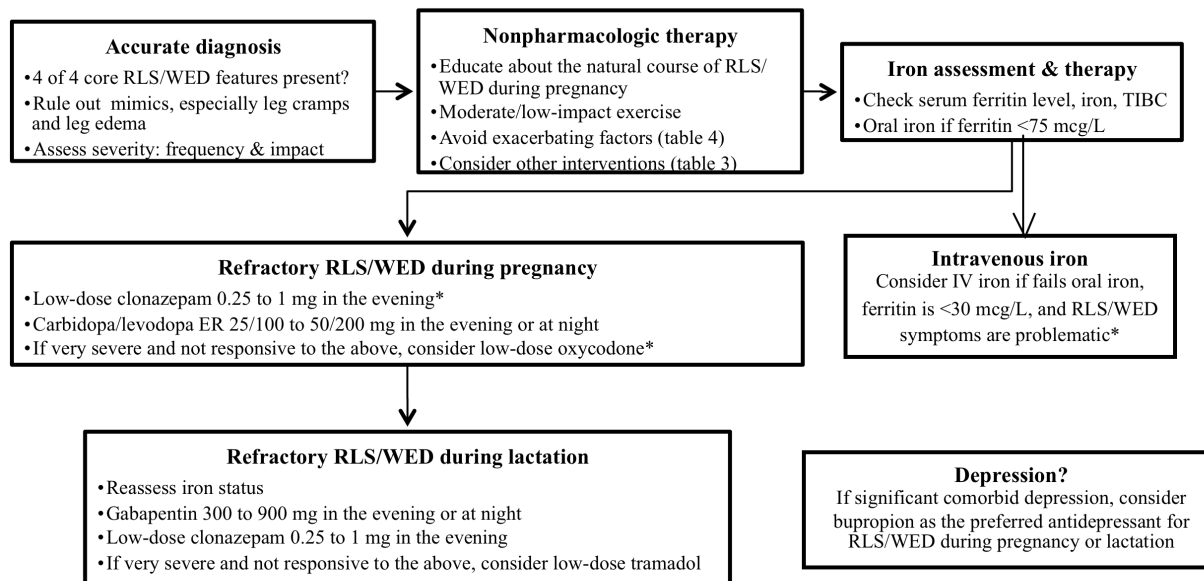 Accurate diagnosis
•4 of 4 core RLS/WED features present?
•Rule out mimics, especially leg cramps
and leg edema
•Assess severity: frequency & impact
Nonpharmacologic therapy
•Educate about the natural course of RLS/
WED during pregnancy
•Moderate/low-impact exercise
•Avoid exacerbating factors (table 4)
•Consider other interventions (table 3)
Iron assessment & therapy
•Check serum ferritin level, iron, TIBC
•Oral iron if ferritin <75 mcg/L
Refractory RLS/WED during pregnancy
•Low-dose clonazepam 0.25 to 1 mg in the evening*
•Carbidopa/levodopa ER 25/100 to 50/200 mg in the evening or at night
•If very severe and not responsive to the above, consider low-dose oxycodone*
Intravenous iron
Consider IV iron if fails oral iron,
ferritin is <30 mcg/L, and RLS/WED
symptoms are problematic*
Refractory RLS/WED during lactation
•Reassess iron status
•Gabapentin 300 to 900 mg in the evening or at night
•Low-dose clonazepam 0.25 to 1 mg in the evening
•If very severe and not responsive to the above, consider low-dose tramadol
Depression?
If significant comorbid depression, consider
bupropion as the preferred antidepressant for
RLS/WED during pregnancy or lactation